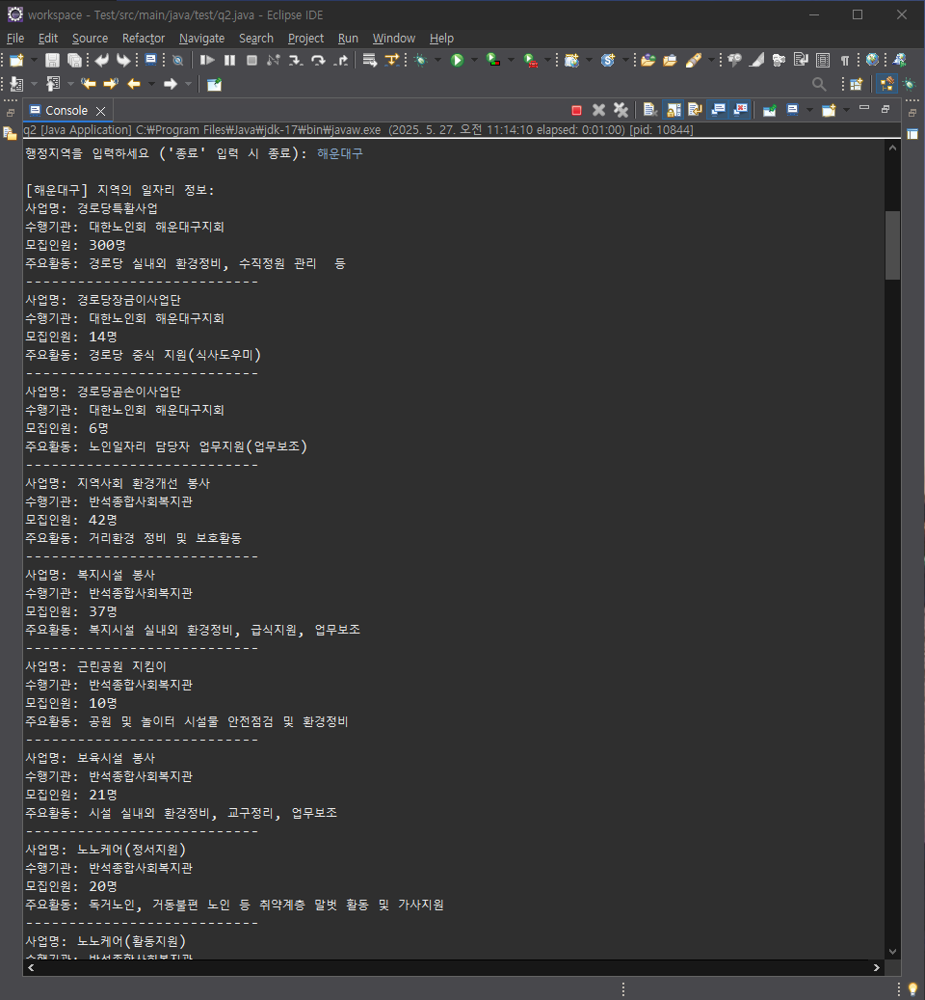 workspace - Test/src/main/java/test/q2.java - Eclipse IDE
File Edit Source Refactor Navigate Search Project Run Window Help
Console
q2 [Java Application] C:₩Program Files₩Java₩jdk-17₩bin₩javaw.exe (2025. 5. 27. 오전 11:14:10 elapsed: 0:01:00) [pid: 10844]
행정지역을 입력하세요 ('종료' 입력 시 종료): 해운대구
[해운대구] 지역의 일자리 정보:
사업명: 경로당특활사업
수행기관: 대한노인회 해운대구지회
모집인원: 300명
주요활동: 경로당 실내외 환경정비, 수직정원 관리  등
---------------------------
사업명: 경로당장금이사업단
수행기관: 대한노인회 해운대구지회
모집인원: 14명
주요활동: 경로당 중식 지원(식사도우미)
---------------------------
사업명: 경로당곰손이사업단
수행기관: 대한노인회 해운대구지회
모집인원: 6명
주요활동: 노인일자리 담당자 업무지원(업무보조)
---------------------------
사업명: 지역사회 환경개선 봉사
수행기관: 반석종합사회복지관
모집인원: 42명
주요활동: 거리환경 정비 및 보호활동
---------------------------
사업명: 복지시설 봉사
수행기관: 반석종합사회복지관
모집인원: 37명
주요활동: 복지시설 실내외 환경정비, 급식지원, 업무보조
---------------------------
사업명: 근린공원 지킴이
수행기관: 반석종합사회복지관
모집인원: 10명
주요활동: 공원 및 놀이터 시설물 안전점검 및 환경정비
---------------------------
사업명: 보육시설 봉사
수행기관: 반석종합사회복지관
모집인원: 21명
주요활동: 시설 실내외 환경정비, 교구정리, 업무보조
---------------------------
사업명: 노노케어(정서지원)
수행기관: 반석종합사회복지관
모집인원: 20명
주요활동: 독거노인, 거동불편 노인 등 취약계층 말벗 활동 및 가사지원
---------------------------
사업명: 노노케어(활동지원)
수행기관: 반석종합사회복지관